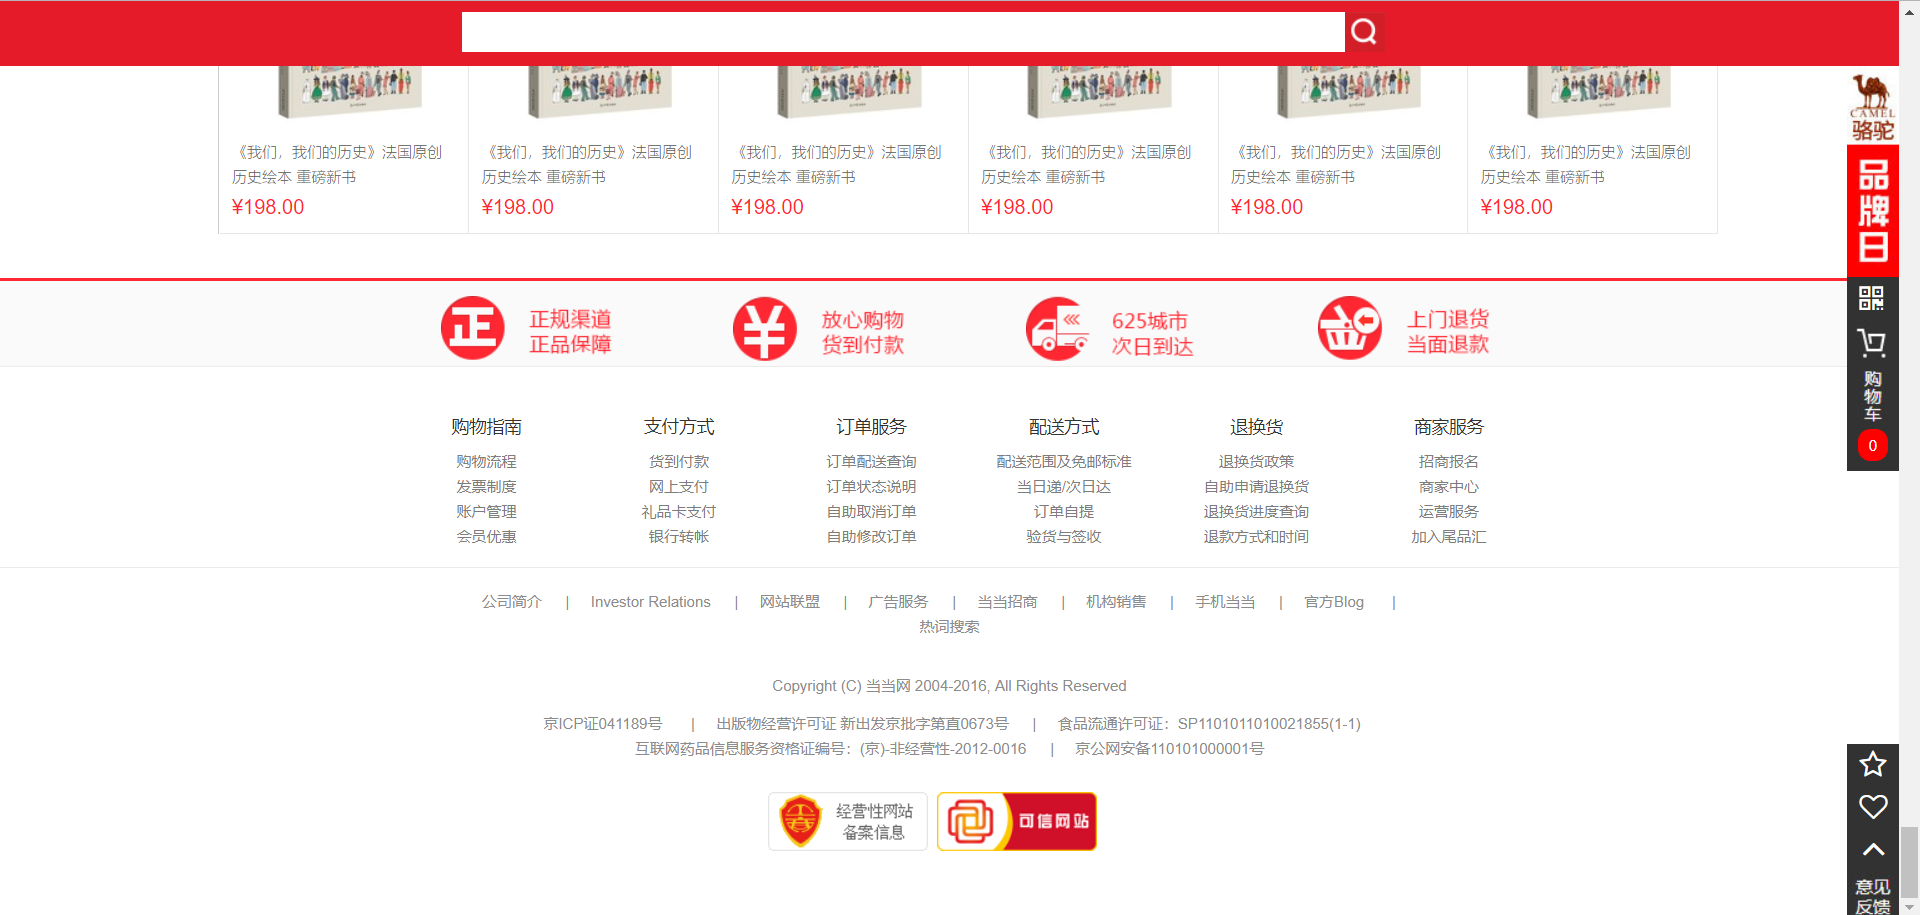 《我们，我们的历史》法国原创
历史绘本 重磅新书
¥198.00
《我们，我们的历史》法国原创
历史绘本 重磅新书
¥198.00
《我们，我们的历史》法国原创
历史绘本 重磅新书
¥198.00
《我们，我们的历史》法国原创
历史绘本 重磅新书
¥198.00
《我们，我们的历史》法国原创
历史绘本 重磅新书
¥198.00
《我们，我们的历史》法国原创
历史绘本 重磅新书
¥198.00
CAMEL
骆驼
品牌日
购物车
0
正
正规渠道
正品保障
¥
放心购物
货到付款
625城市
次日到达
上门退货
当面退款
购物指南
购物流程
发票制度
账户管理
会员优惠
支付方式
货到付款
网上支付
礼品卡支付
银行转帐
订单服务
订单配送查询
订单状态说明
自助取消订单
自助修改订单
配送方式
配送范围及免邮标准
当日递/次日达
订单自提
验货与签收
退换货
退换货政策
自助申请退换货
退换货进度查询
退款方式和时间
商家服务
招商报名
商家中心
运营服务
加入尾品汇
公司简介 | Investor Relations | 网站联盟 | 广告服务 | 当当招商 | 机构销售 | 手机当当 | 官方Blog |
热词搜索
Copyright (C) 当当网 2004-2016, All Rights Reserved
京ICP证041189号 | 出版物经营许可证 新出发京批字第直0673号 | 食品流通许可证：SP1101011010021855(1-1)
互联网药品信息服务资格证编号：(京)-非经营性-2012-0016 | 京公网安备110101000001号
经营性网站
备案信息
可信网站
意见
反馈